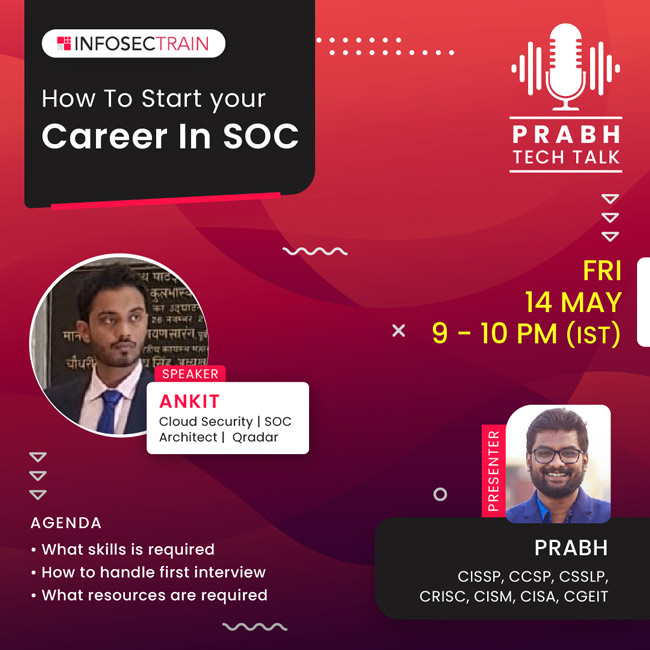 INFOSECTRAIN
How To Start your
Career In SOC
PRABH
TECH TALK
FRI
14 MAY
9 - 10 PM (IST)
SPEAKER
ANKIT
Cloud Security | SOC
Architect | Qradar
AGENDA
• What skills is required
• How to handle first interview
• What resources are required
PRESENTER
PRABH
CISSP, CCSP, CSSLP,
CRISC, CISM, CISA, CGEIT